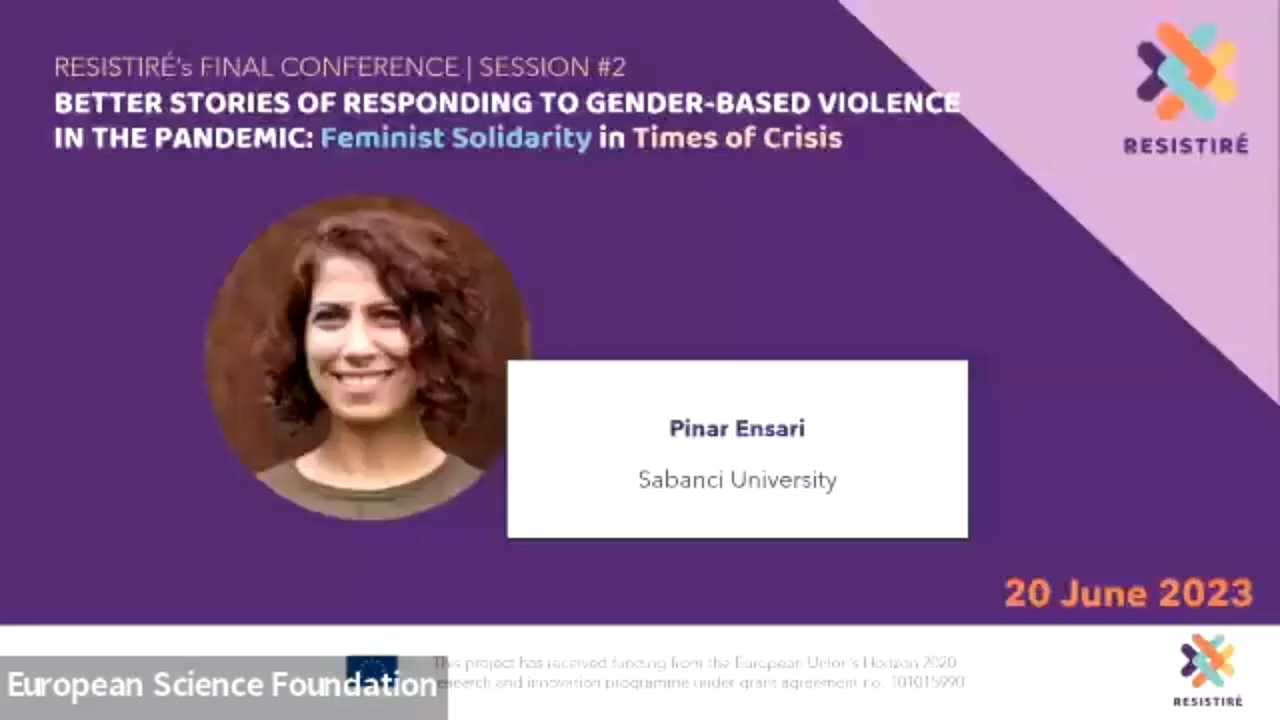 RESISTIRÉ's FINAL CONFERENCE | SESSION #2
BETTER STORIES OF RESPONDING TO GENDER-BASED VIOLENCE
IN THE PANDEMIC: Feminist Solidarity in Times of Crisis
RESISTIRÉ
Pinar Ensari
Sabanci University
20 June 2023
This project has received funding from the European Union's Horizon 2020
research and innovation programme under grant agreement no. 101015990
European Science Foundation
RESISTIRÉ